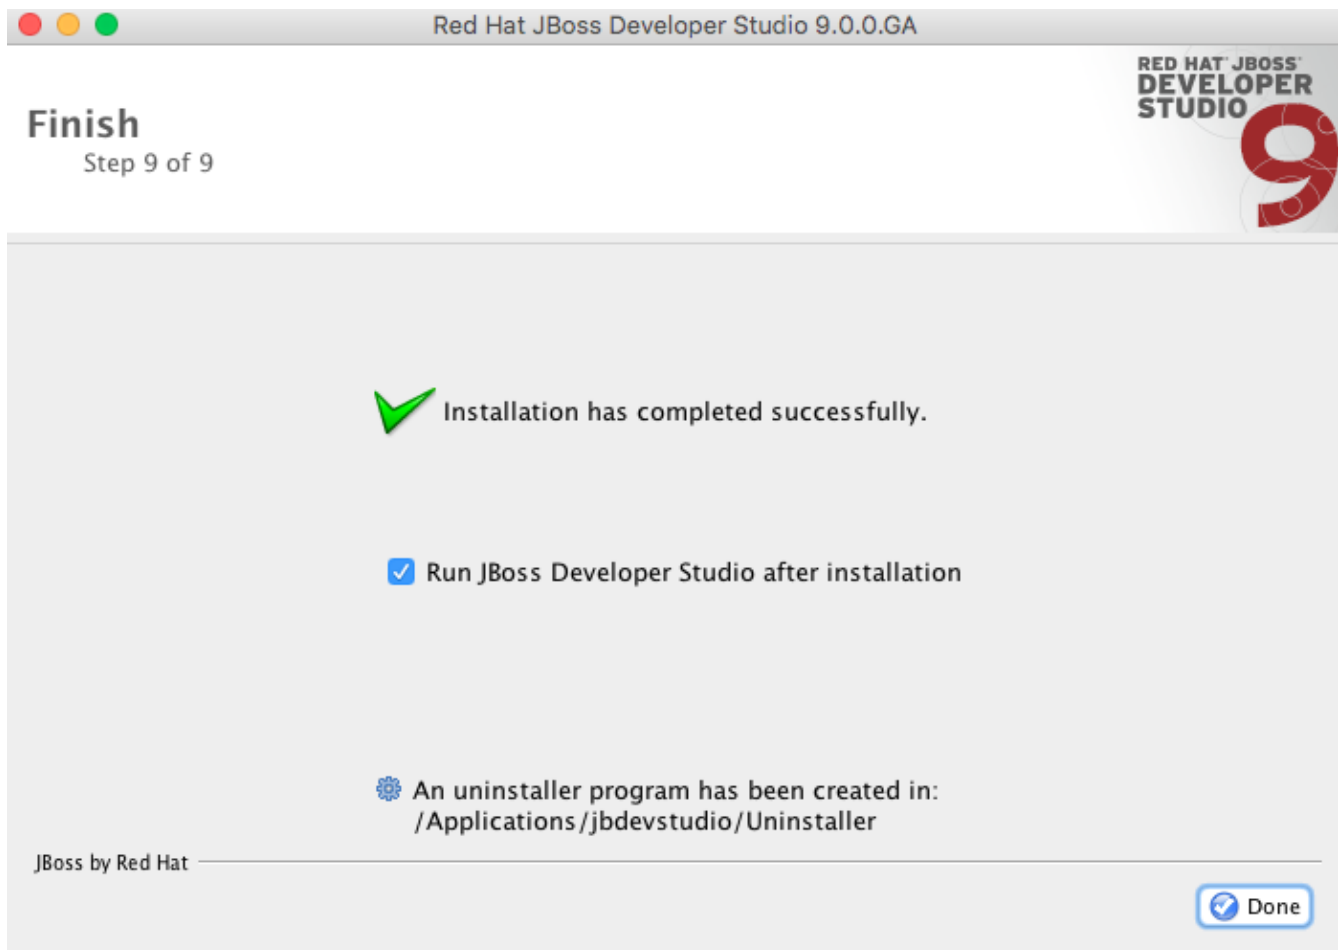 Red Hat JBoss Developer Studio 9.0.0.GA
RED HAT® JBOSS®
DEVELOPER
STUDIO
9
Finish
Step 9 of 9
Installation has completed successfully.
Run JBoss Developer Studio after installation
An uninstaller program has been created in:
/Applications/jbdevstudio/Uninstaller
JBoss by Red Hat
Done